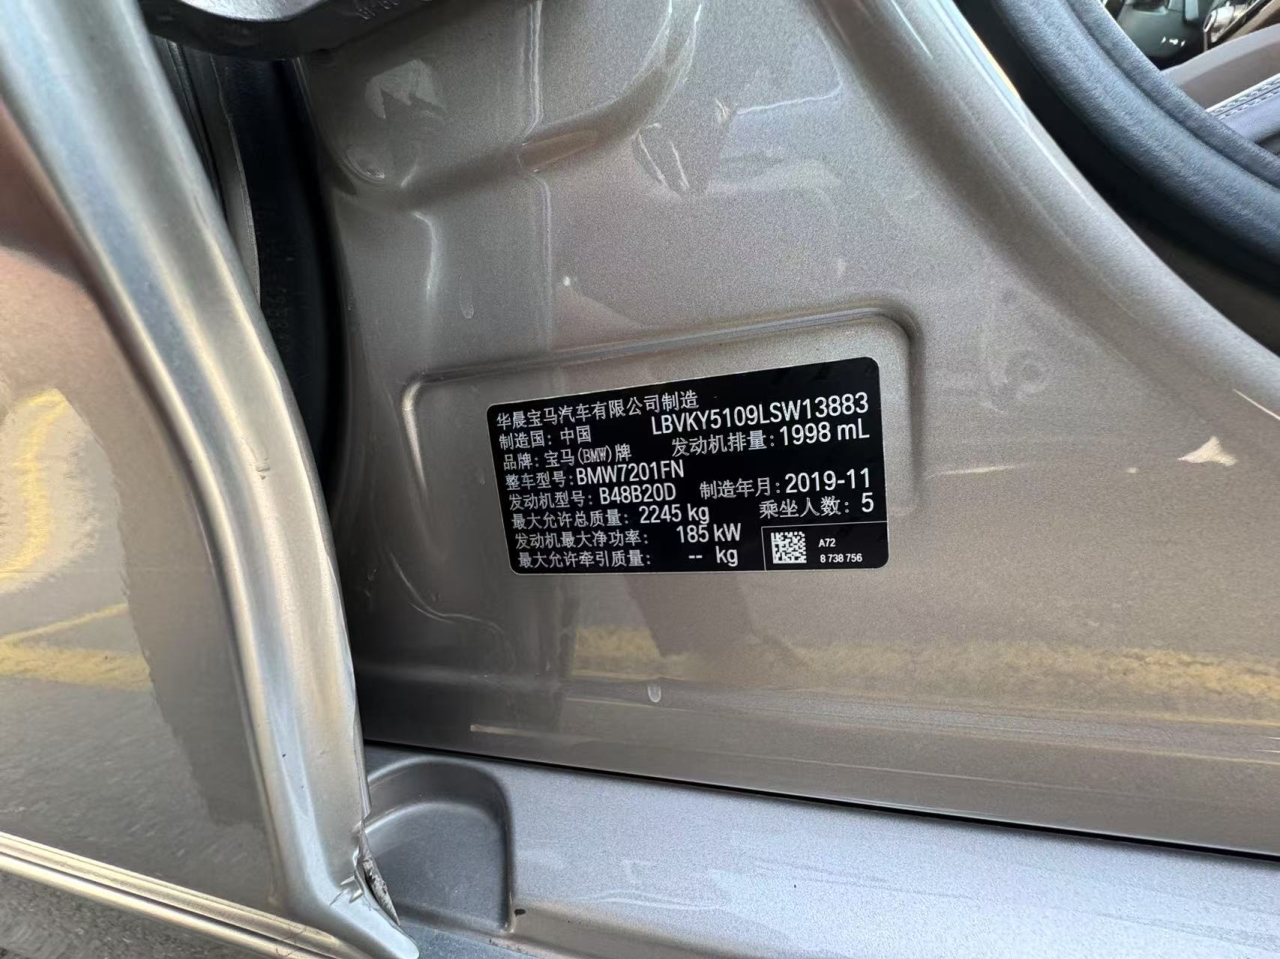 华晨宝马汽车有限公司制造
制造国: 中国 LBVKY5109LSW13883
品牌: 宝马(BMW)牌 发动机排量: 1998 mL
整车型号: BMW7201FN
发动机型号: B48B20D 制造年月: 2019-11
最大允许总质量: 2245 kg 乘坐人数: 5
发动机最大净功率: 185 kW
最大允许牵引质量: -- kg
A72
8 738 756